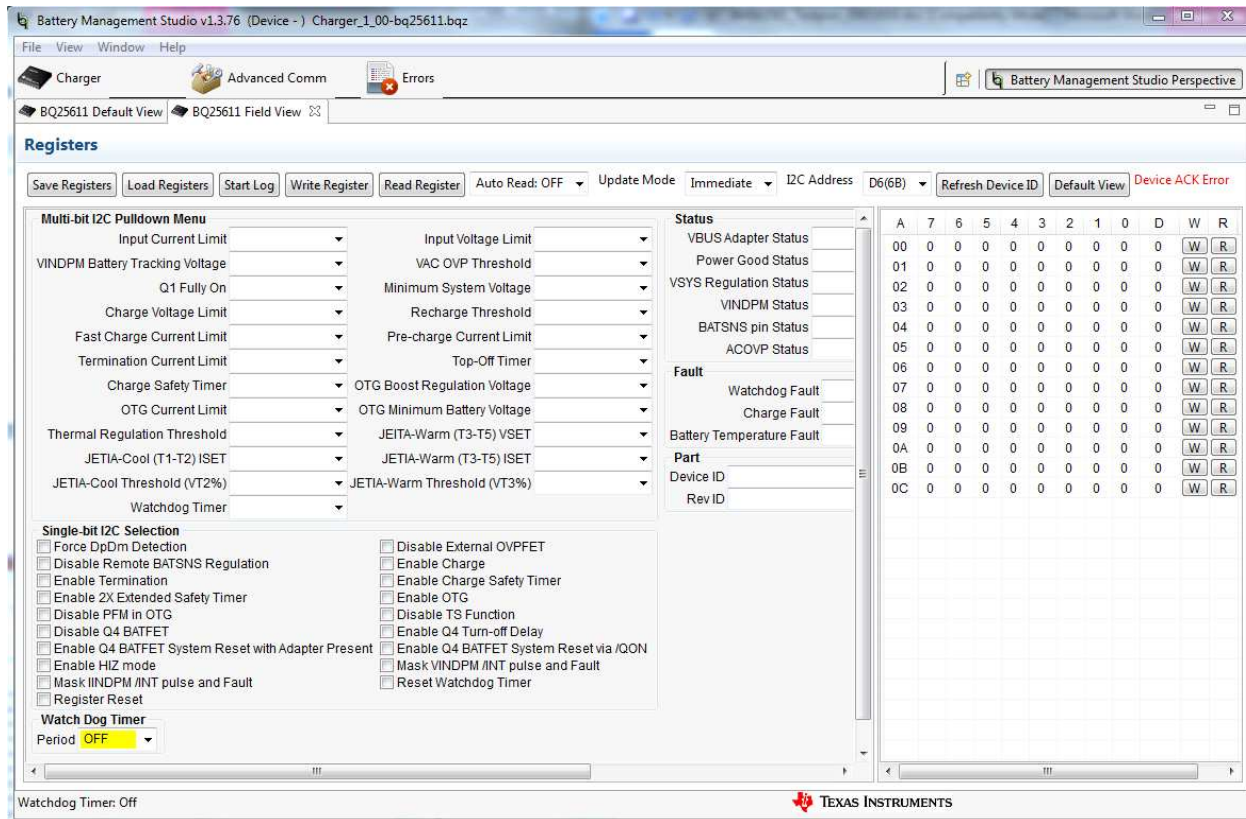 Battery Management Studio v1.3.76 (Device - ) Charger_1_00-bq25611.bqz
File View Window Help
Charger Advanced Comm Errors Battery Management Studio Perspective
BQ25611 Default View BQ25611 Field View
Registers
Save Registers Load Registers Start Log Write Register Read Register Auto Read: OFF Update Mode Immediate I2C Address D6(6B) Refresh Device ID Default View Device ACK Error
Multi-bit I2C Pulldown Menu
Input Current Limit Input Voltage Limit
VINDPM Battery Tracking Voltage VAC OVP Threshold
Q1 Fully On Minimum System Voltage
Charge Voltage Limit Recharge Threshold
Fast Charge Current Limit Pre-charge Current Limit
Termination Current Limit Top-Off Timer
Charge Safety Timer OTG Boost Regulation Voltage
OTG Current Limit OTG Minimum Battery Voltage
Thermal Regulation Threshold JEITA-Warm (T3-T5) VSET
JETIA-Cool (T1-T2) ISET JETIA-Warm (T3-T5) ISET
JETIA-Cool Threshold (VT2%) JETIA-Warm Threshold (VT3%)
Watchdog Timer
Single-bit I2C Selection
Force DpDm Detection Disable External OVPFET
Disable Remote BATSNS Regulation Enable Charge
Enable Termination Enable Charge Safety Timer
Enable 2X Extended Safety Timer Enable OTG
Disable PFM in OTG Disable TS Function
Disable Q4 BATFET Enable Q4 Turn-off Delay
Enable Q4 BATFET System Reset with Adapter Present Enable Q4 BATFET System Reset via /QON
Enable HIZ mode Mask VINDPM /INT pulse and Fault
Mask IINDPM /INT pulse and Fault Reset Watchdog Timer
Register Reset
Watch Dog Timer
Period OFF
Status
VBUS Adapter Status
Power Good Status
VSYS Regulation Status
VINDPM Status
BATSNS pin Status
ACOVP Status
Fault
Watchdog Fault
Charge Fault
Battery Temperature Fault
Part
Device ID
Rev ID
A 7 6 5 4 3 2 1 0 D W R
00 0 0 0 0 0 0 0 0 0 W R
01 0 0 0 0 0 0 0 0 0 W R
02 0 0 0 0 0 0 0 0 0 W R
03 0 0 0 0 0 0 0 0 0 W R
04 0 0 0 0 0 0 0 0 0 W R
05 0 0 0 0 0 0 0 0 0 W R
06 0 0 0 0 0 0 0 0 0 W R
07 0 0 0 0 0 0 0 0 0 W R
08 0 0 0 0 0 0 0 0 0 W R
09 0 0 0 0 0 0 0 0 0 W R
0A 0 0 0 0 0 0 0 0 0 W R
0B 0 0 0 0 0 0 0 0 0 W R
0C 0 0 0 0 0 0 0 0 0 W R
Watchdog Timer: Off
TEXAS INSTRUMENTS